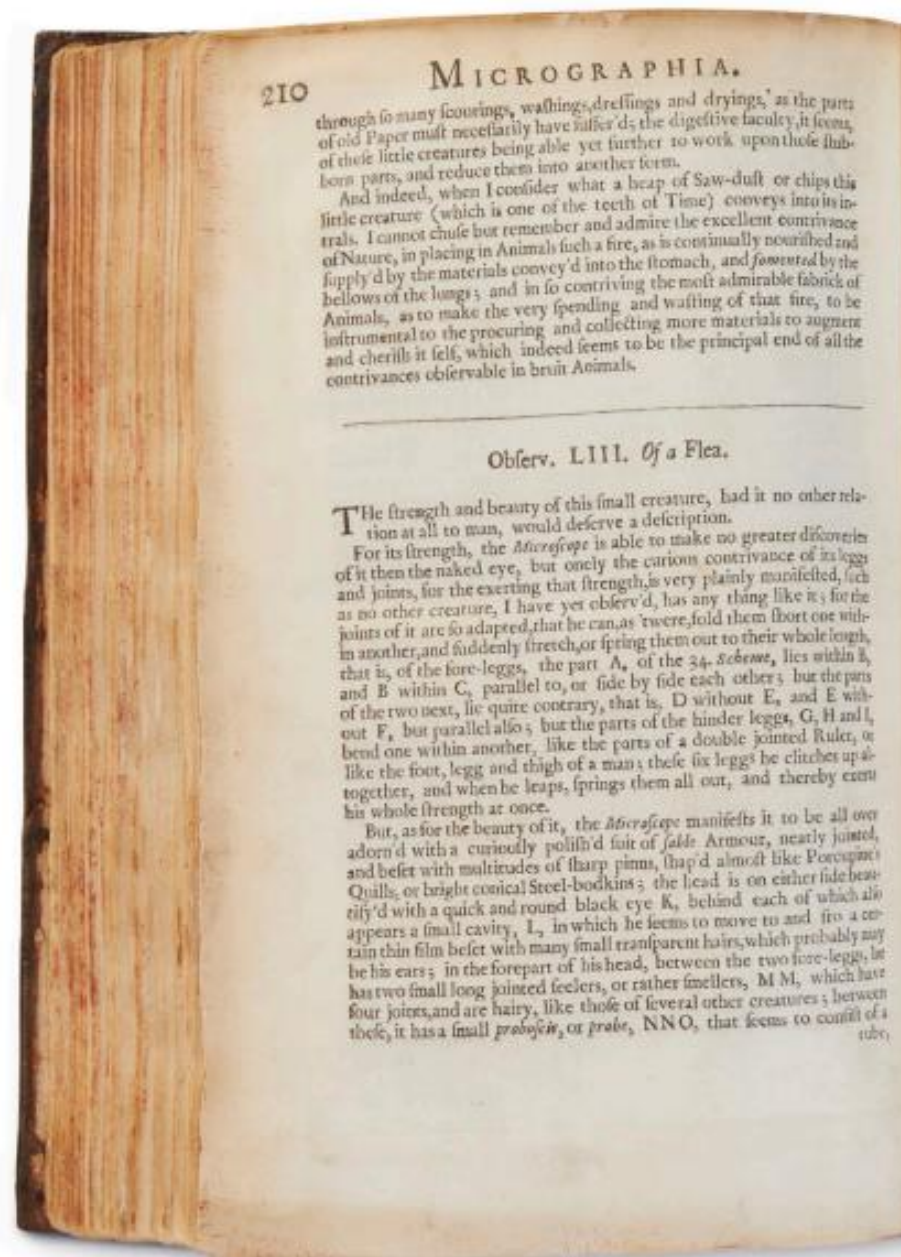 210
MICROGRAPHIA.
through ſo many ſcourings, waſhings,dreſſings and dryings, as the parts
of old Paper muſt neceſſarily have ſuffer'd; the digeſtive faculty,it ſeems,
of theſe little creatures being able yet further to work upon thoſe ſtub-
born parts, and reduce them into another form.
And indeed, when I conſider what a heap of Saw-duſt or chips this
little creature (which is one of the teeth of Time) conveys into its in-
trals. I cannot chuſe but remember and admire the excellent contrivance
of Nature, in placing in Animals ſuch a fire, as is continually nouriſhed and
ſupply'd by the materials convey'd into the ſtomach, and fomented by the
bellows of the lungs; and in ſo contriving the moſt admirable fabrick of
Animals, as to make the very ſpending and waſting of that fire, to be
inſtrumental to the procuring and collecting more materials to augment
and cheriſh it ſelf, which indeed ſeems to be the principal end of all the
contrivances obſervable in bruit Animals.
Obſerv. LIII. Of a Flea.
THe ſtrength and beauty of this ſmall creature, had it no other rela-
tion at all to man, would deſerve a deſcription.
For its ſtrength, the Microſcope is able to make no greater diſcoveries
of it then the naked eye, but onely the curious contrivance of its leggs
and joints, for the exerting that ſtrength,is very plainly manifeſted, ſuch
as no other creature, I have yet obſerv'd, has any thing like it; for the
joints of it are ſo adapted,that he can,as 'twere,fold them ſhort one with-
in another,and ſuddenly ſtretch,or ſpring them out to their whole length,
that is, of the fore-leggs, the part A, of the 34. Scheme, lies within B,
and B within C, parallel to, or ſide by ſide each other; but the parts
of the two next, lie quite contrary, that is, D without E, and E with-
out F, but parallel alſo; but the parts of the hinder leggs, G, H and I,
bend one within another, like the parts of a double jointed Ruler, or
like the foot, legg and thigh of a man; theſe ſix leggs he clitches up al-
together, and when he leaps, ſprings them all out, and thereby exerts
his whole ſtrength at once.
But, as for the beauty of it, the Microſcope manifeſts it to be all over
adorn'd with a curiouſly poliſh'd ſuit of ſable Armour, neatly jointed,
and beſet with multitudes of ſharp pinns, ſhap'd almoſt like Porcupine's
Quills, or bright conical Steel-bodkins; the head is on either ſide beau-
tify'd with a quick and round black eye K, behind each of which alſo
appears a ſmall cavity, L, in which he ſeems to move to and fro a cer-
tain thin film beſet with many ſmall tranſparent hairs,which probably may
be his ears; in the forepart of his head, between the two fore-leggs, he
has two ſmall long jointed feelers, or rather ſmellers, M M, which have
four joints,and are hairy, like thoſe of ſeveral other creatures; between
theſe, it has a ſmall proboſcis, or probe, NNO, that ſeems to conſiſt of a
tube,